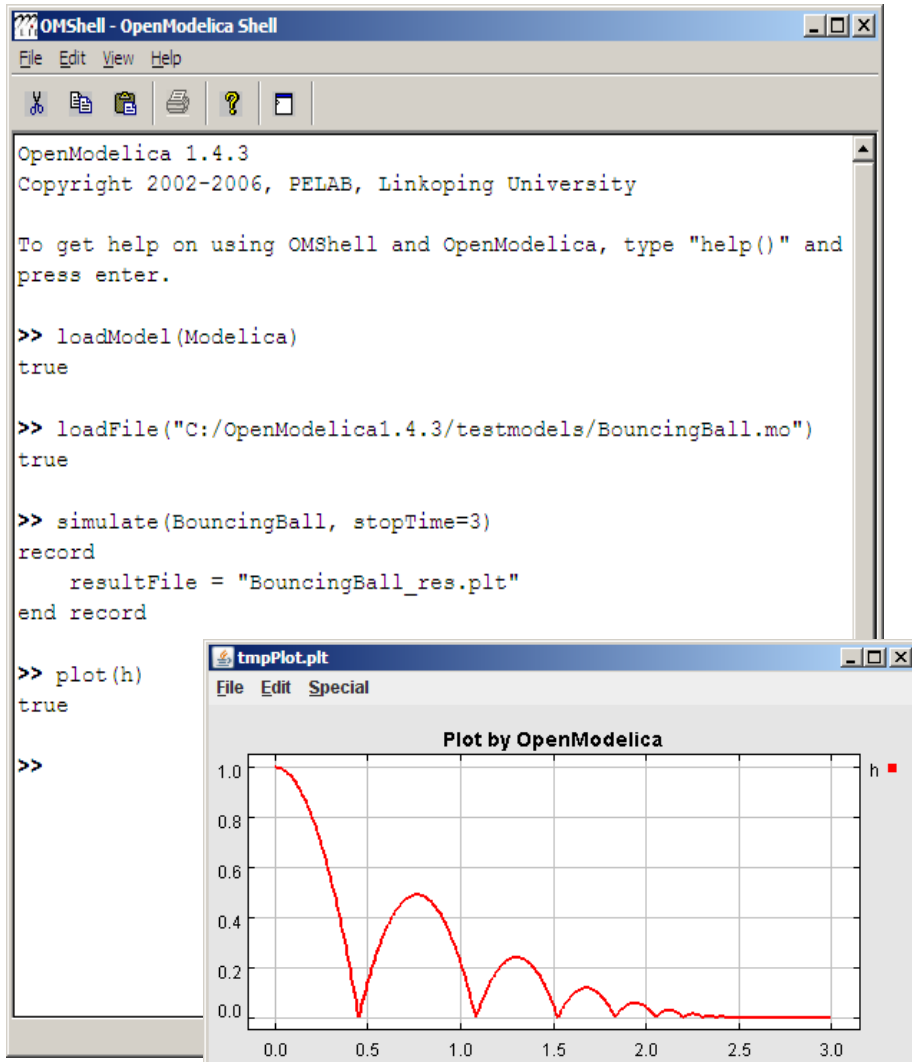 OMShell - OpenModelica Shell
File Edit View Help
OpenModelica 1.4.3
Copyright 2002-2006, PELAB, Linkoping University
To get help on using OMShell and OpenModelica, type "help()" and
press enter.
>> loadModel(Modelica)
true
>> loadFile("C:/OpenModelica1.4.3/testmodels/BouncingBall.mo")
true
>> simulate(BouncingBall, stopTime=3)
record
    resultFile = "BouncingBall_res.plt"
end record
>> plot(h)
true
>>
tmpPlot.plt
File Edit Special
Plot by OpenModelica
h
1.0
0.8
0.6
0.4
0.2
0.0
0.0 0.5 1.0 1.5 2.0 2.5 3.0